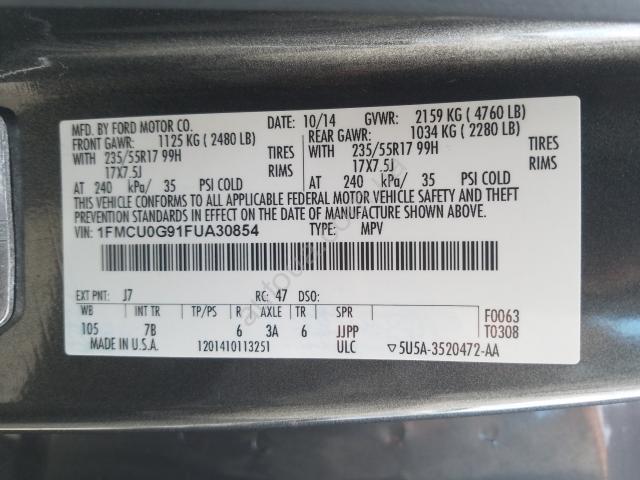 MFD. BY FORD MOTOR CO. DATE: 10/14 GVWR: 2159 KG ( 4760 LB)
FRONT GAWR: 1125 KG ( 2480 LB) REAR GAWR: 1034 KG ( 2280 LB)
WITH 235/55R17 99H TIRES WITH 235/55R17 99H TIRES
17X7.5J RIMS 17X7.5J RIMS
AT 240 kPa/ 35 PSI COLD AT 240 kPa/ 35 PSI COLD
THIS VEHICLE CONFORMS TO ALL APPLICABLE FEDERAL MOTOR VEHICLE SAFETY AND THEFT
PREVENTION STANDARDS IN EFFECT ON THE DATE OF MANUFACTURE SHOWN ABOVE.
VIN: 1FMCU0G91FUA30854 TYPE: MPV
EXT PNT: J7 RC: 47 DSO:
WB INT TR TP/PS R AXLE TR SPR F0063
105 7B 6 3A 6 JJPP T0308
MADE IN U.S.A. 1201410113251 ULC ▽5U5A-3520472-AA